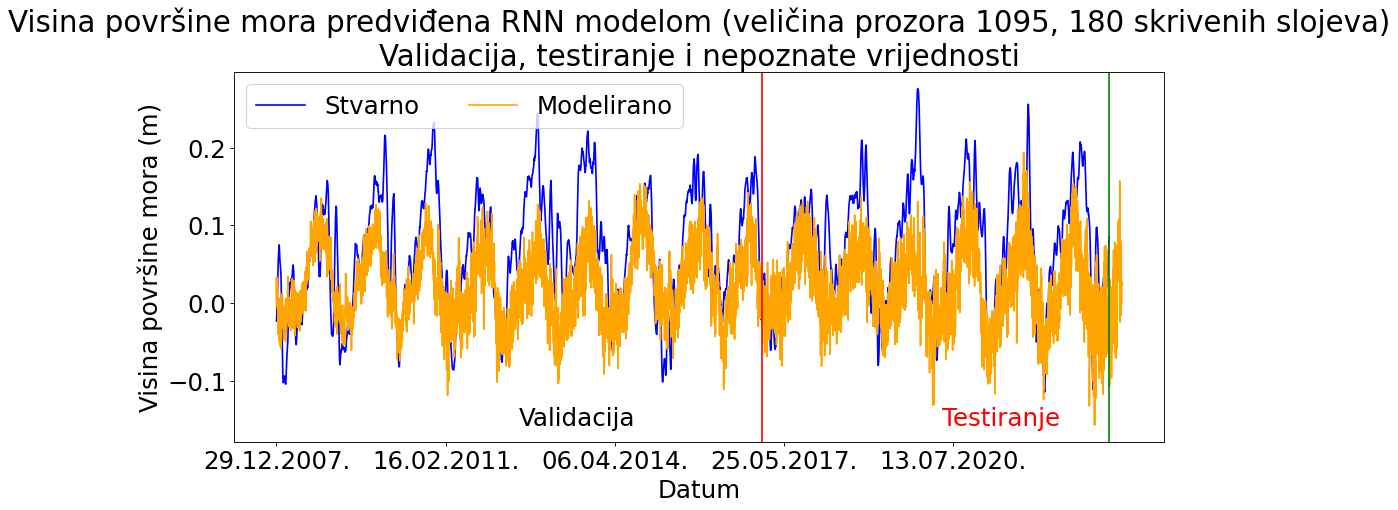 Visina površine mora predviđena RNN modelom (veličina prozora 1095, 180 skrivenih slojeva)
Validacija, testiranje i nepoznate vrijednosti
Stvarno Modelirano
Visina površine mora (m)
0.2
0.1
0.0
−0.1
Validacija Testiranje
29.12.2007. 16.02.2011. 06.04.2014. 25.05.2017. 13.07.2020.
Datum